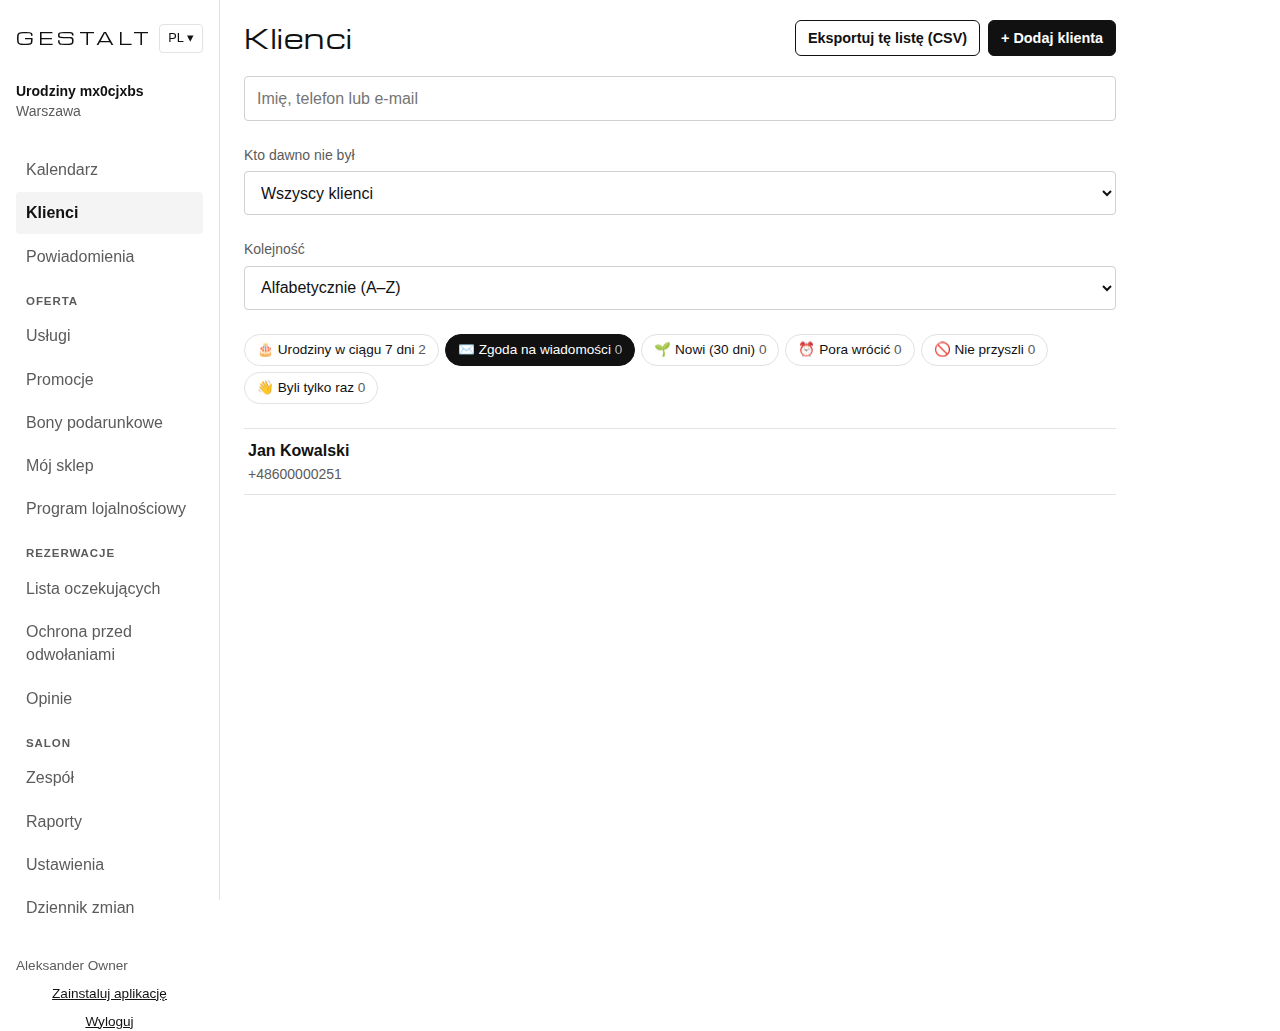 GESTALT
PL ▾
Urodziny mx0cjxbs
Warszawa
Kalendarz
Klienci
Powiadomienia
OFERTA
Usługi
Promocje
Bony podarunkowe
Mój sklep
Program lojalnościowy
REZERWACJE
Lista oczekujących
Ochrona przed
odwołaniami
Opinie
SALON
Zespół
Raporty
Ustawienia
Dziennik zmian
Aleksander Owner
Zainstaluj aplikację
Wyloguj
Klienci
Eksportuj tę listę (CSV)
+ Dodaj klienta
Imię, telefon lub e-mail
Kto dawno nie był
Wszyscy klienci
Kolejność
Alfabetycznie (A–Z)
🎂 Urodziny w ciągu 7 dni 2
✉️ Zgoda na wiadomości 0
🌱 Nowi (30 dni) 0
⏰ Pora wrócić 0
🚫 Nie przyszli 0
👋 Byli tylko raz 0
Jan Kowalski
+48600000251